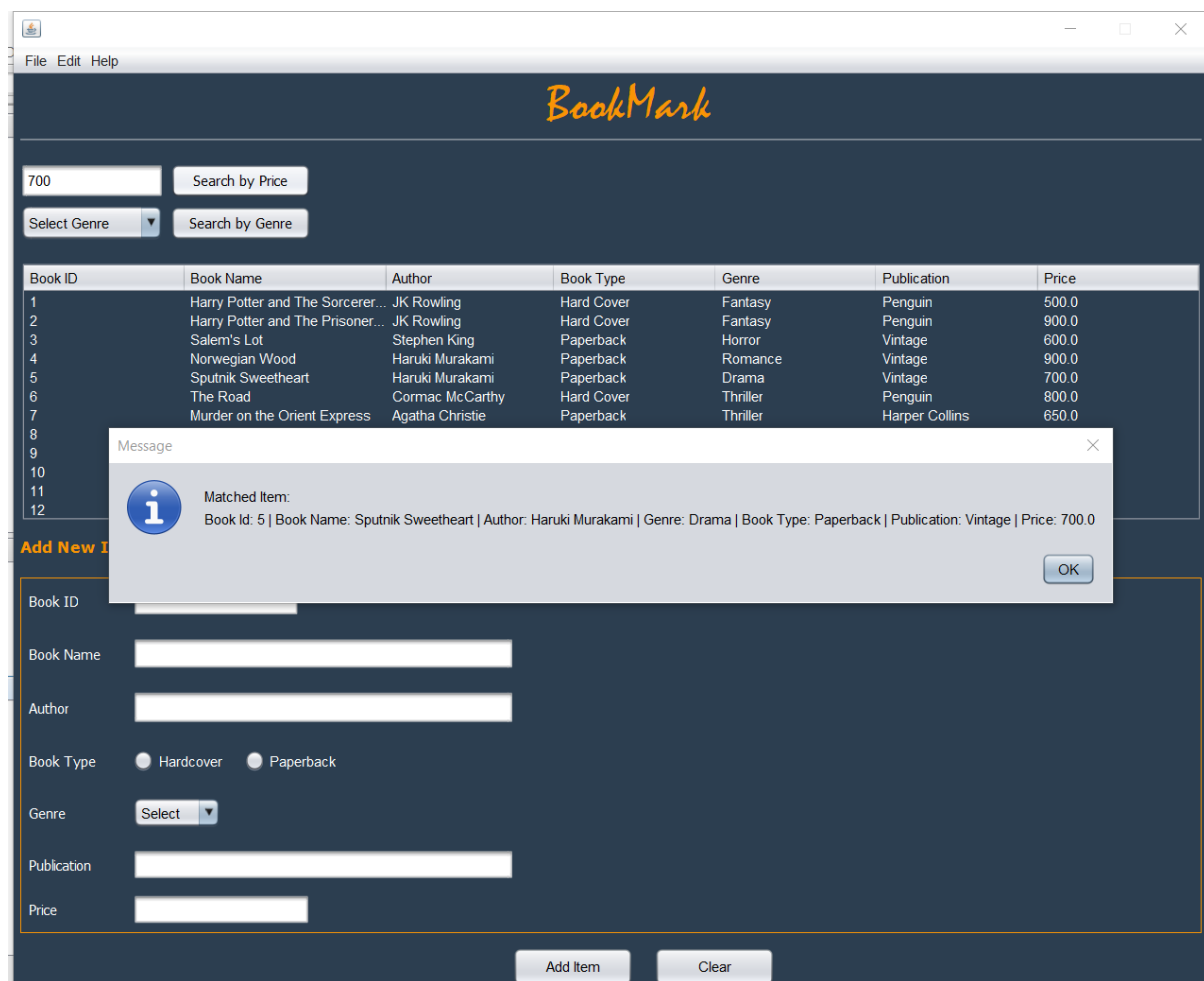 File Edit Help
BookMark
700 Search by Price
Select Genre Search by Genre
Book ID Book Name Author Book Type Genre Publication Price
1 Harry Potter and The Sorcerer... JK Rowling Hard Cover Fantasy Penguin 500.0
2 Harry Potter and The Prisoner... JK Rowling Hard Cover Fantasy Penguin 900.0
3 Salem's Lot Stephen King Paperback Horror Vintage 600.0
4 Norwegian Wood Haruki Murakami Paperback Romance Vintage 900.0
5 Sputnik Sweetheart Haruki Murakami Paperback Drama Vintage 700.0
6 The Road Cormac McCarthy Hard Cover Thriller Penguin 800.0
7 Murder on the Orient Express Agatha Christie Paperback Thriller Harper Collins 650.0
8
9
10
11
12
Message
Matched Item:
Book Id: 5 | Book Name: Sputnik Sweetheart | Author: Haruki Murakami | Genre: Drama | Book Type: Paperback | Publication: Vintage | Price: 700.0
OK
Add New
Book ID
Book Name
Author
Book Type Hardcover Paperback
Genre Select
Publication
Price
Add Item Clear